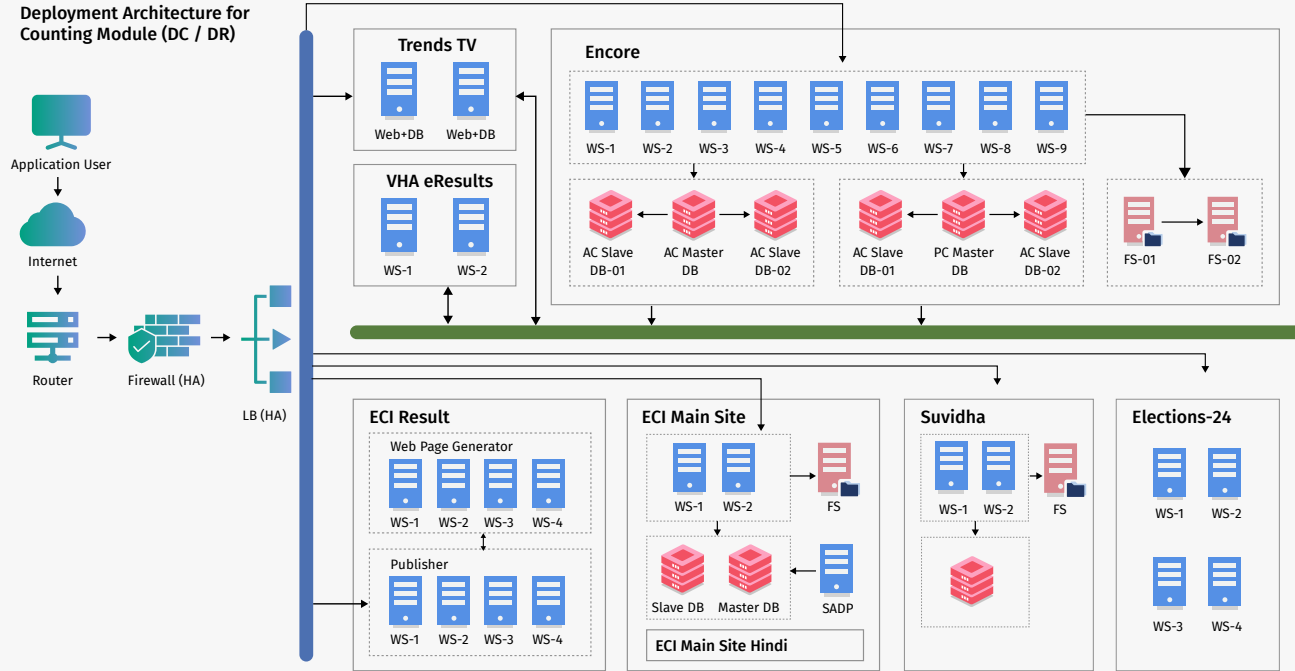 Deployment Architecture for
Counting Module (DC / DR)
Application User
Internet
Router
Firewall (HA)
LB (HA)
Trends TV
Web+DB
Web+DB
VHA eResults
WS-1
WS-2
Encore
WS-1
WS-2
WS-3
WS-4
WS-5
WS-6
WS-7
WS-8
WS-9
AC Slave
DB-01
AC Master
DB
AC Slave
DB-02
AC Slave
DB-01
PC Master
DB
AC Slave
DB-02
FS-01
FS-02
ECI Result
Web Page Generator
WS-1
WS-2
WS-3
WS-4
Publisher
WS-1
WS-2
WS-3
WS-4
ECI Main Site
WS-1
WS-2
FS
Slave DB
Master DB
SADP
ECI Main Site Hindi
Suvidha
WS-1
WS-2
FS
Elections-24
WS-1
WS-2
WS-3
WS-4